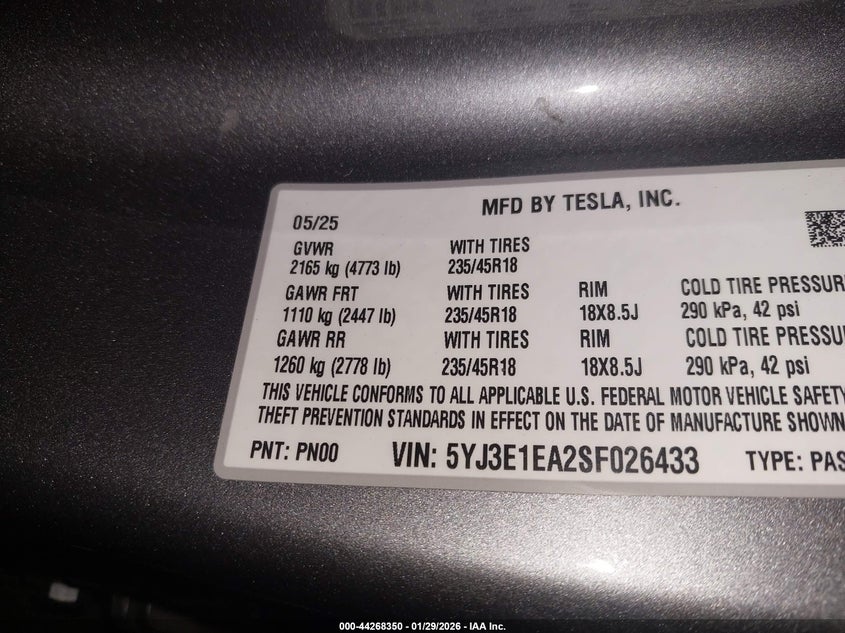 MFD BY TESLA, INC.
05/25
GVWR WITH TIRES
2165 kg (4773 lb) 235/45R18
GAWR FRT WITH TIRES RIM COLD TIRE PRESSURE
1110 kg (2447 lb) 235/45R18 18X8.5J 290 kPa, 42 psi
GAWR RR WITH TIRES RIM COLD TIRE PRESSU
1260 kg (2778 lb) 235/45R18 18X8.5J 290 kPa, 42 psi
THIS VEHICLE CONFORMS TO ALL APPLICABLE U.S. FEDERAL MOTOR VEHICLE SAFETY
THEFT PREVENTION STANDARDS IN EFFECT ON THE DATE OF MANUFACTURE SHOWN
PNT: PN00 VIN: 5YJ3E1EA2SF026433 TYPE: PAS
000-44268350 - 01/29/2026 - IAA Inc.